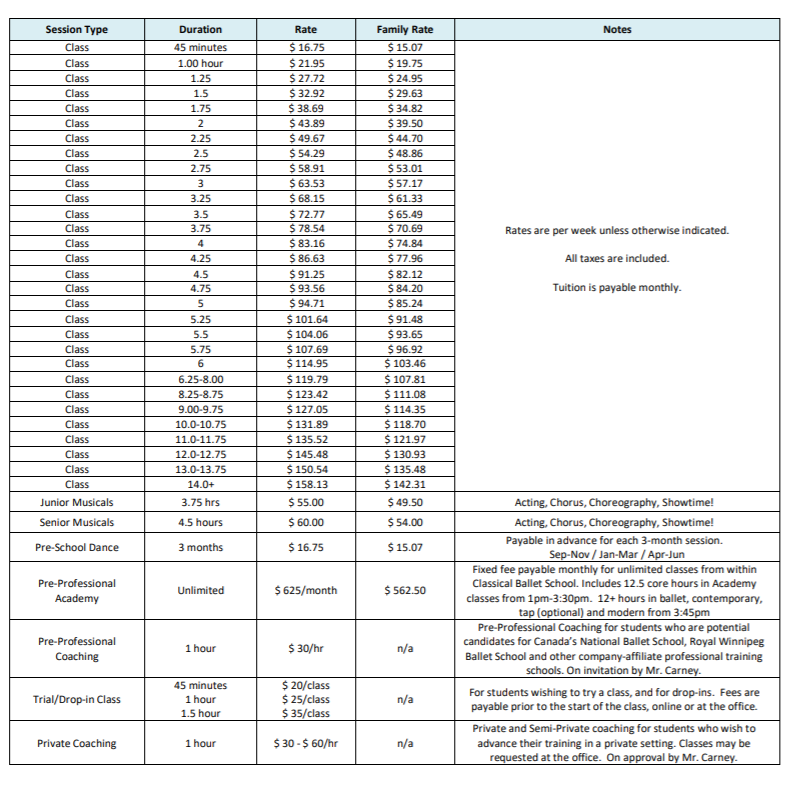 Session Type Duration Rate Family Rate Notes
Class 45 minutes $ 16.75 $ 15.07
Class 1.00 hour $ 21.95 $ 19.75
Class 1.25 $ 27.72 $ 24.95
Class 1.5 $ 32.92 $ 29.63
Class 1.75 $ 38.69 $ 34.82
Class 2 $ 43.89 $ 39.50
Class 2.25 $ 49.67 $ 44.70
Class 2.5 $ 54.29 $ 48.86
Class 2.75 $ 58.91 $ 53.01
Class 3 $ 63.53 $ 57.17
Class 3.25 $ 68.15 $ 61.33
Class 3.5 $ 72.77 $ 65.49
Class 3.75 $ 78.54 $ 70.69
Class 4 $ 83.16 $ 74.84
Class 4.25 $ 86.63 $ 77.96
Class 4.5 $ 91.25 $ 82.12
Class 4.75 $ 93.56 $ 84.20
Class 5 $ 94.71 $ 85.24
Class 5.25 $ 101.64 $ 91.48
Class 5.5 $ 104.06 $ 93.65
Class 5.75 $ 107.69 $ 96.92
Class 6 $ 114.95 $ 103.46
Class 6.25-8.00 $ 119.79 $ 107.81
Class 8.25-8.75 $ 123.42 $ 111.08
Class 9.00-9.75 $ 127.05 $ 114.35
Class 10.0-10.75 $ 131.89 $ 118.70
Class 11.0-11.75 $ 135.52 $ 121.97
Class 12.0-12.75 $ 145.48 $ 130.93
Class 13.0-13.75 $ 150.54 $ 135.48
Class 14.0+ $ 158.13 $ 142.31
Rates are per week unless otherwise indicated.
All taxes are included.
Tuition is payable monthly.
Junior Musicals 3.75 hrs $ 55.00 $ 49.50 Acting, Chorus, Choreography, Showtime!
Senior Musicals 4.5 hours $ 60.00 $ 54.00 Acting, Chorus, Choreography, Showtime!
Pre-School Dance 3 months $ 16.75 $ 15.07
Payable in advance for each 3-month session.
Sep-Nov / Jan-Mar / Apr-Jun
Pre-Professional
Academy
Unlimited $ 625/month $ 562.50
Fixed fee payable monthly for unlimited classes from within
Classical Ballet School. Includes 12.5 core hours in Academy
classes from 1pm-3:30pm. 12+ hours in ballet, contemporary,
tap (optional) and modern from 3:45pm
Pre-Professional
Coaching
1 hour $ 30/hr n/a
Pre-Professional Coaching for students who are potential
candidates for Canada's National Ballet School, Royal Winnipeg
Ballet School and other company-affiliate professional training
schools. On invitation by Mr. Carney.
Trial/Drop-in Class
45 minutes $ 20/class
1 hour $ 25/class
1.5 hour $ 35/class
n/a
For students wishing to try a class, and for drop-ins. Fees are
payable prior to the start of the class, online or at the office.
Private Coaching 1 hour $ 30 - $ 60/hr n/a
Private and Semi-Private coaching for students who wish to
advance their training in a private setting. Classes may be
requested at the office. On approval by Mr. Carney.